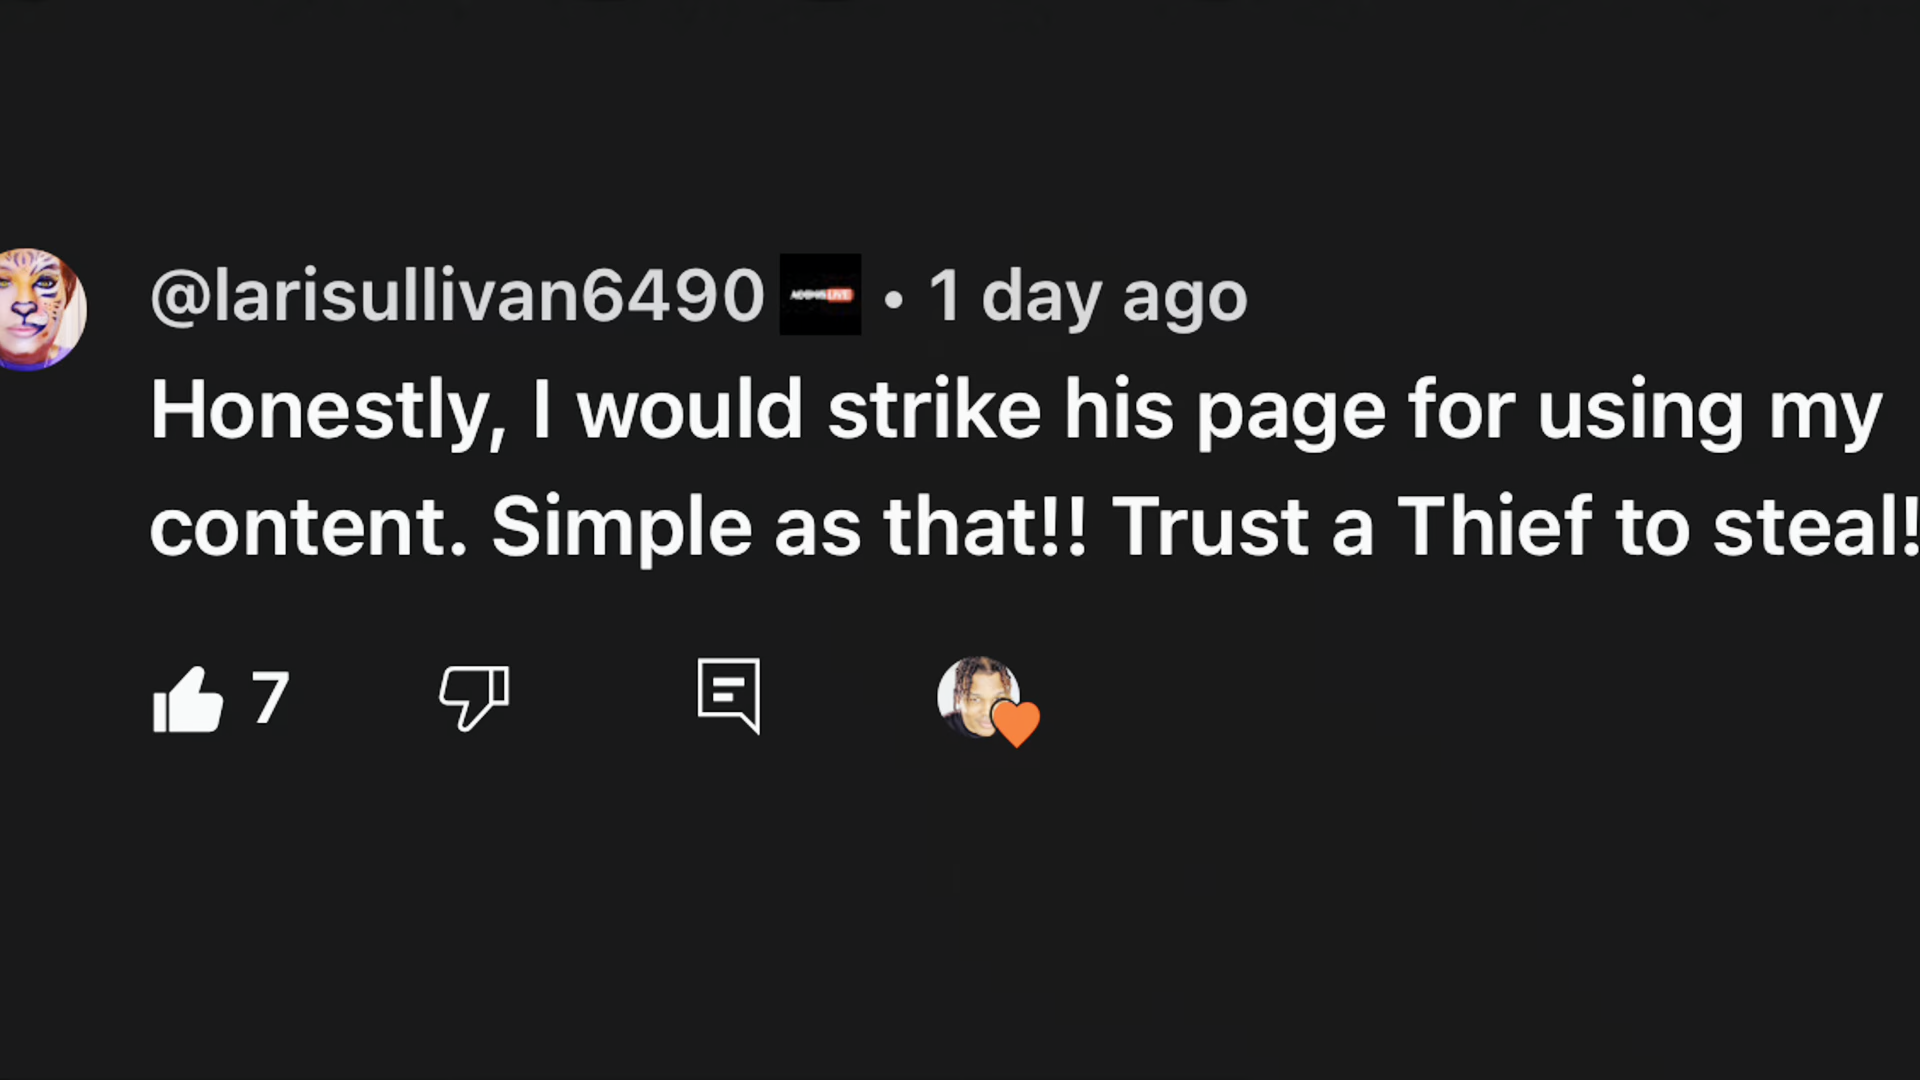 @larisullivan6490 • 1 day ago
Honestly, I would strike his page for using my
content. Simple as that!! Trust a Thief to steal!
7